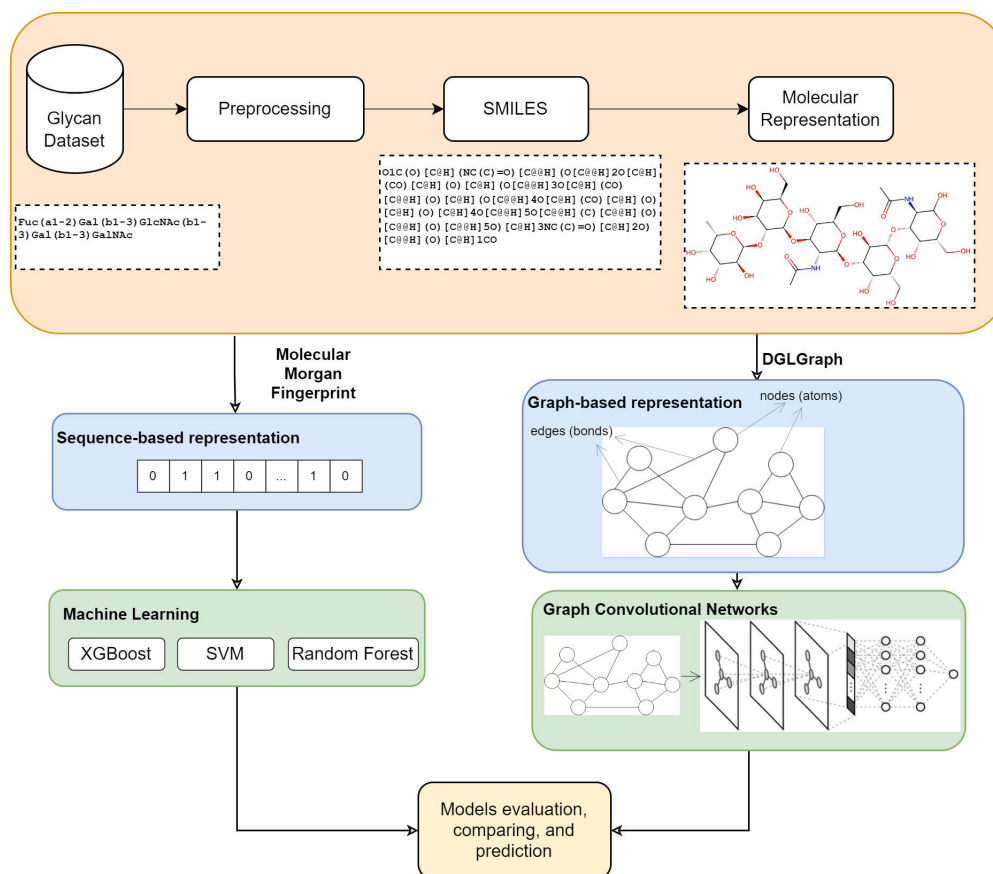 Glycan
Dataset
Preprocessing
SMILES
Molecular
Representation
Fuc(a1-2)Gal(b1-3)GlcNAc(b1-
3)Gal(b1-3)GalNAc
O1C(O)[C@H](NC(C)=O)[C@@H](O[C@@H]2O[C@H]
(CO)[C@H](O)[C@H](O[C@@H]3O[C@H](CO)
[C@@H](O)[C@H](O[C@@H]4O[C@H](CO)[C@H](O)
[C@H](O)[C@H]4O[C@@H]5O[C@@H](C)[C@@H](O)
[C@@H](O)[C@@H]5O)[C@H]3NC(C)=O)[C@H]2O)
[C@@H](O)[C@H]1CO
Molecular
Morgan
Fingerprint
DGLGraph
Sequence-based representation
0 1 1 0 ... 1 0
Graph-based representation
nodes (atoms)
edges (bonds)
Machine Learning
XGBoost
SVM
Random Forest
Graph Convolutional Networks
Models evaluation,
comparing, and
prediction